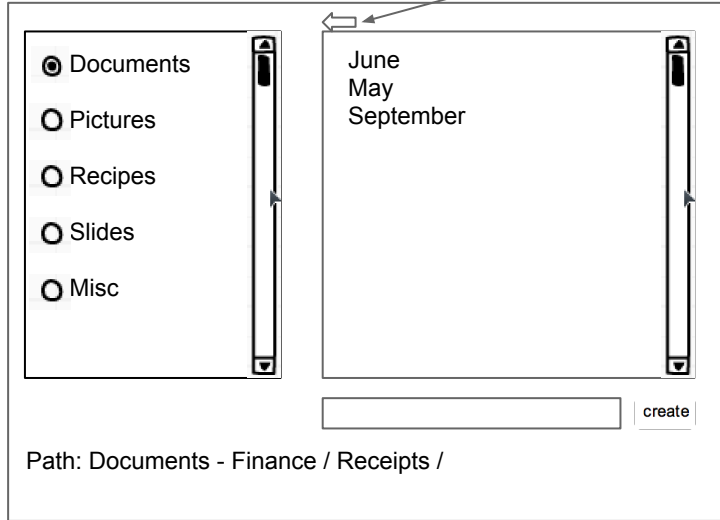 Documents
Pictures
Recipes
Slides
Misc
June
May
September
create
Path: Documents - Finance / Receipts /